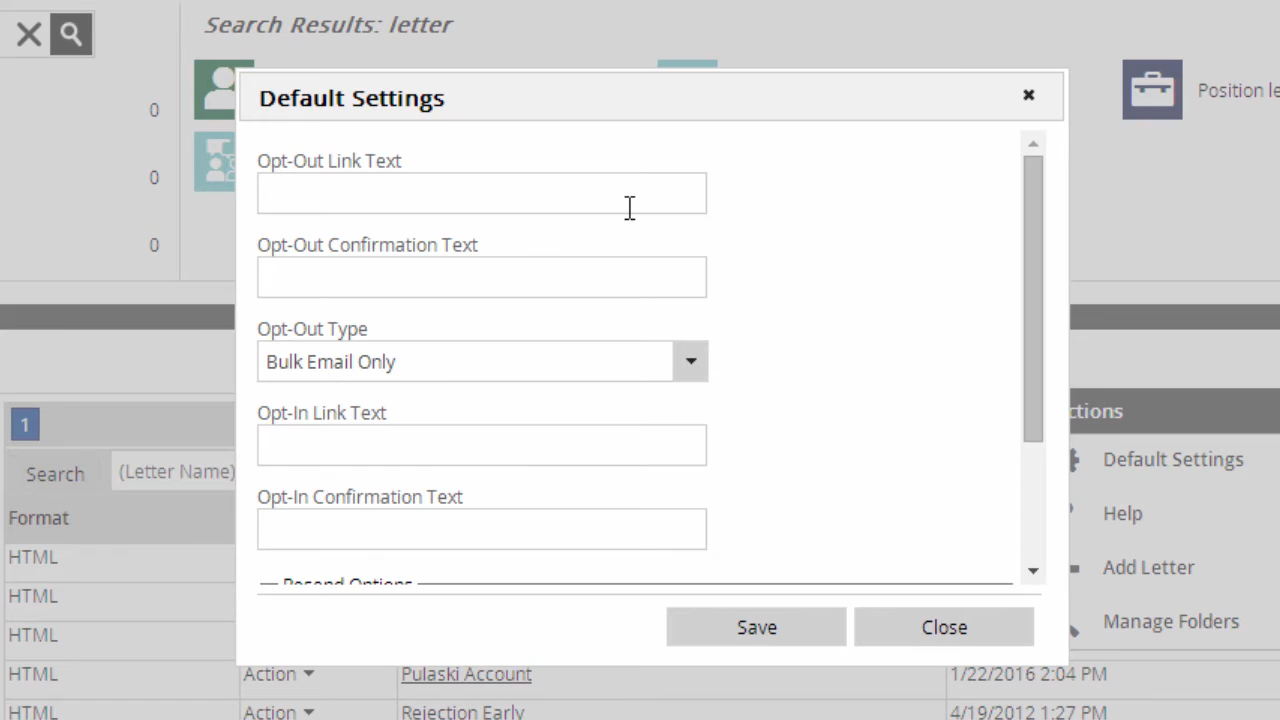 Search Results: letter
0
0
0
Position le
Default Settings
Opt-Out Link Text
Opt-Out Confirmation Text
Opt-Out Type
Bulk Email Only
Opt-In Link Text
Opt-In Confirmation Text
Resend Options
Save
Close
1
Search
(Letter Name)
Format
HTML
HTML
HTML
HTML Action Pulaski Account 1/22/2016 2:04 PM
HTML Action Rejection Early 4/19/2012 1:27 PM
ctions
Default Settings
Help
Add Letter
Manage Folders